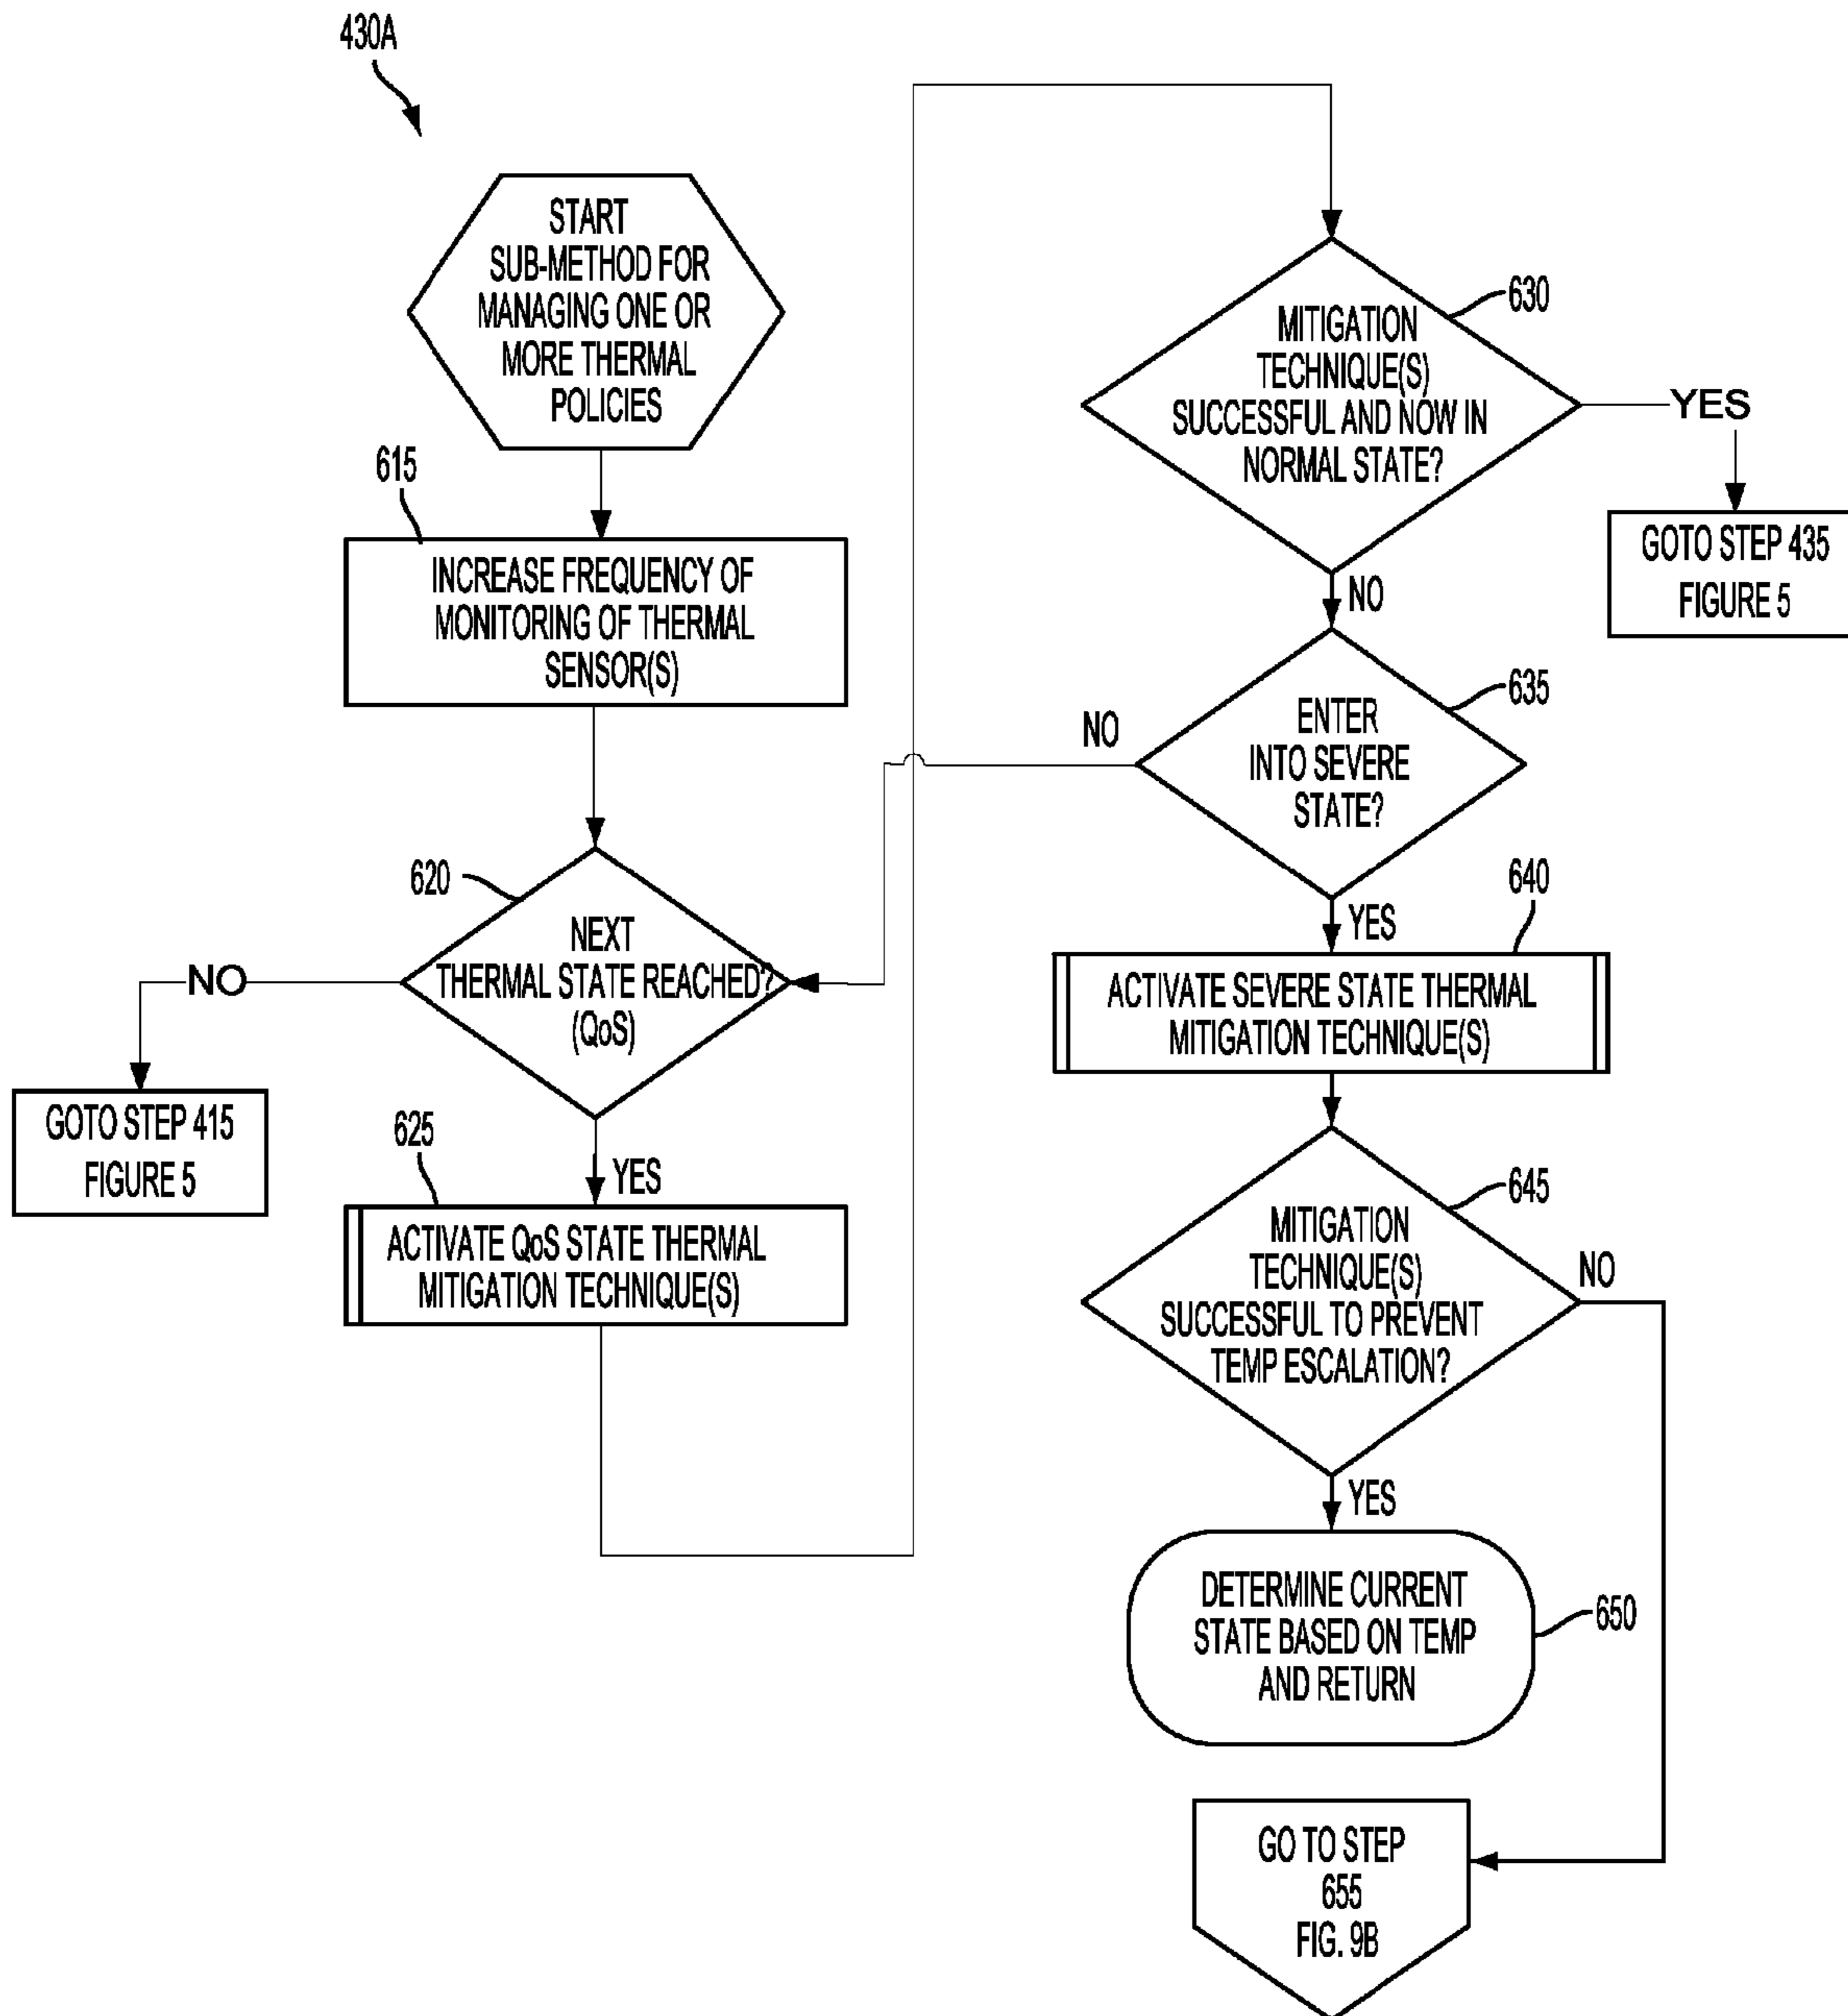 430A
START
SUB-METHOD FOR
MANAGING ONE OR
MORE THERMAL
POLICIES
615
INCREASE FREQUENCY OF
MONITORING OF THERMAL
SENSOR(S)
620
NEXT
THERMAL STATE REACHED?
(QoS)
NO
GOTO STEP 415
FIGURE 5
YES
625
ACTIVATE QoS STATE THERMAL
MITIGATION TECHNIQUE(S)
630
MITIGATION
TECHNIQUE(S)
SUCCESSFUL AND NOW IN
NORMAL STATE?
YES
GOTO STEP 435
FIGURE 5
NO
635
ENTER
INTO SEVERE
STATE?
NO
YES
640
ACTIVATE SEVERE STATE THERMAL
MITIGATION TECHNIQUE(S)
645
MITIGATION
TECHNIQUE(S)
SUCCESSFUL TO PREVENT
TEMP ESCALATION?
NO
YES
DETERMINE CURRENT
STATE BASED ON TEMP
AND RETURN
650
GO TO STEP
655
FIG. 9B